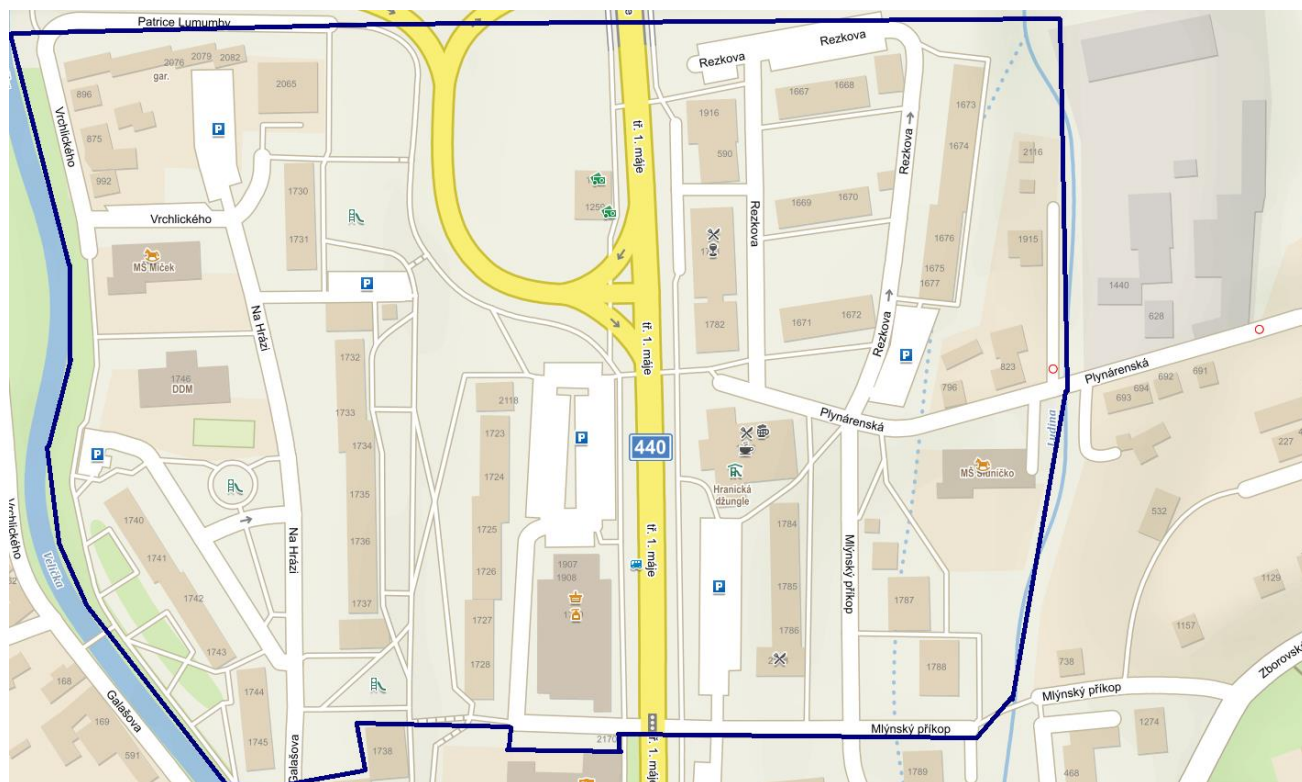 Patrice Lumumby
Rezkova
Rezkova
2079
2082
2076
gar.
2065
896
1667
1668
1673
Vrchlického
tř. 1. máje
1916
590
875
1674
Rezkova
2116
992
1730
1731
Vrchlického
1669
1670
Rezkova
1676
1915
MŠ Míček
1675
1677
1440
628
Na Hrázi
1782
1671
1672
tř. 1. máje
Rezkova
1732
796
823
Plynárenská
691
692
694
693
1746
DDM
2118
1733
1723
Plynárenská
Ludina
1734
440
227
1724
MŠ Sluníčko
1735
Hranická
džungle
1740
1725
1784
532
Vrchlického
1741
Na Hrázi
1736
tř. 1. máje
Mlýnský příkop
Velička
1907
1908
1726
1785
1742
1737
1787
1129
1727
1786
1157
1743
1728
1788
738
Zborovská
168
1744
Mlýnský příkop
Galašova
169
1745
1738
Galašova
2170
tř. 1. máje
Mlýnský příkop
1274
591
1789
468